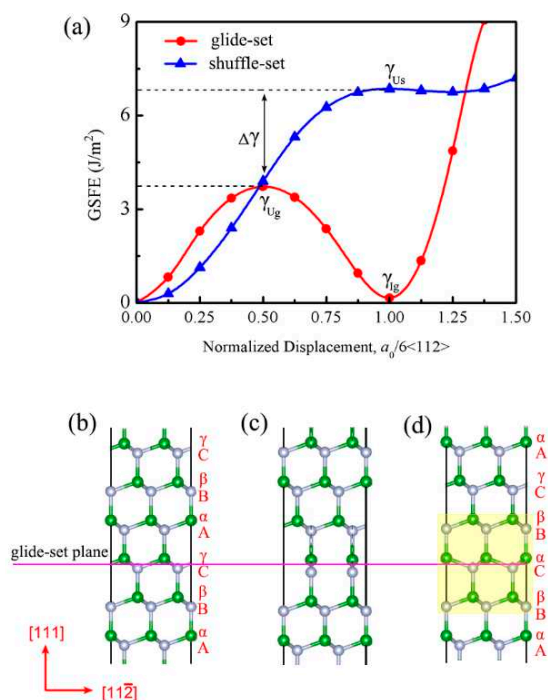 (a)
glide-set
shuffle-set
γUs
Δγ
γUg
γIg
GSFE (J/m²)
9
6
3
0
0.00 0.25 0.50 0.75 1.00 1.25 1.50
Normalized Displacement, a₀/6<112>
(b) (c) (d)
γ
C
β
B
α
A
γ
C
β
B
α
A
α
A
γ
C
β
B
α
C
β
B
α
A
glide-set plane
[111]
[112̅]